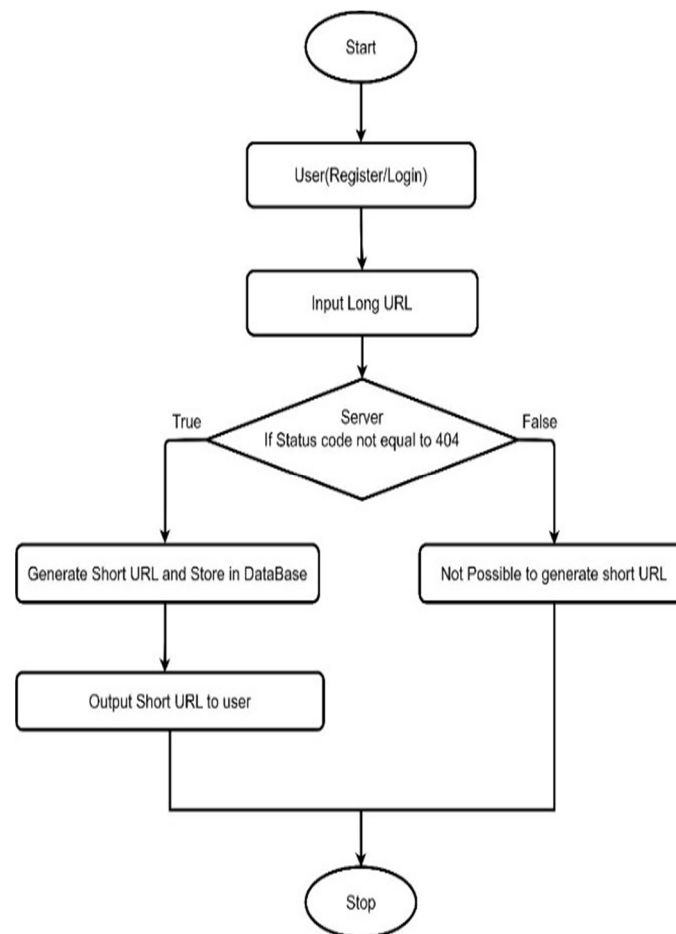 Start
User(Register/Login)
Input Long URL
True
Server
False
If Status code not equal to 404
Generate Short URL and Store in DataBase
Not Possible to generate short URL
Output Short URL to user
Stop